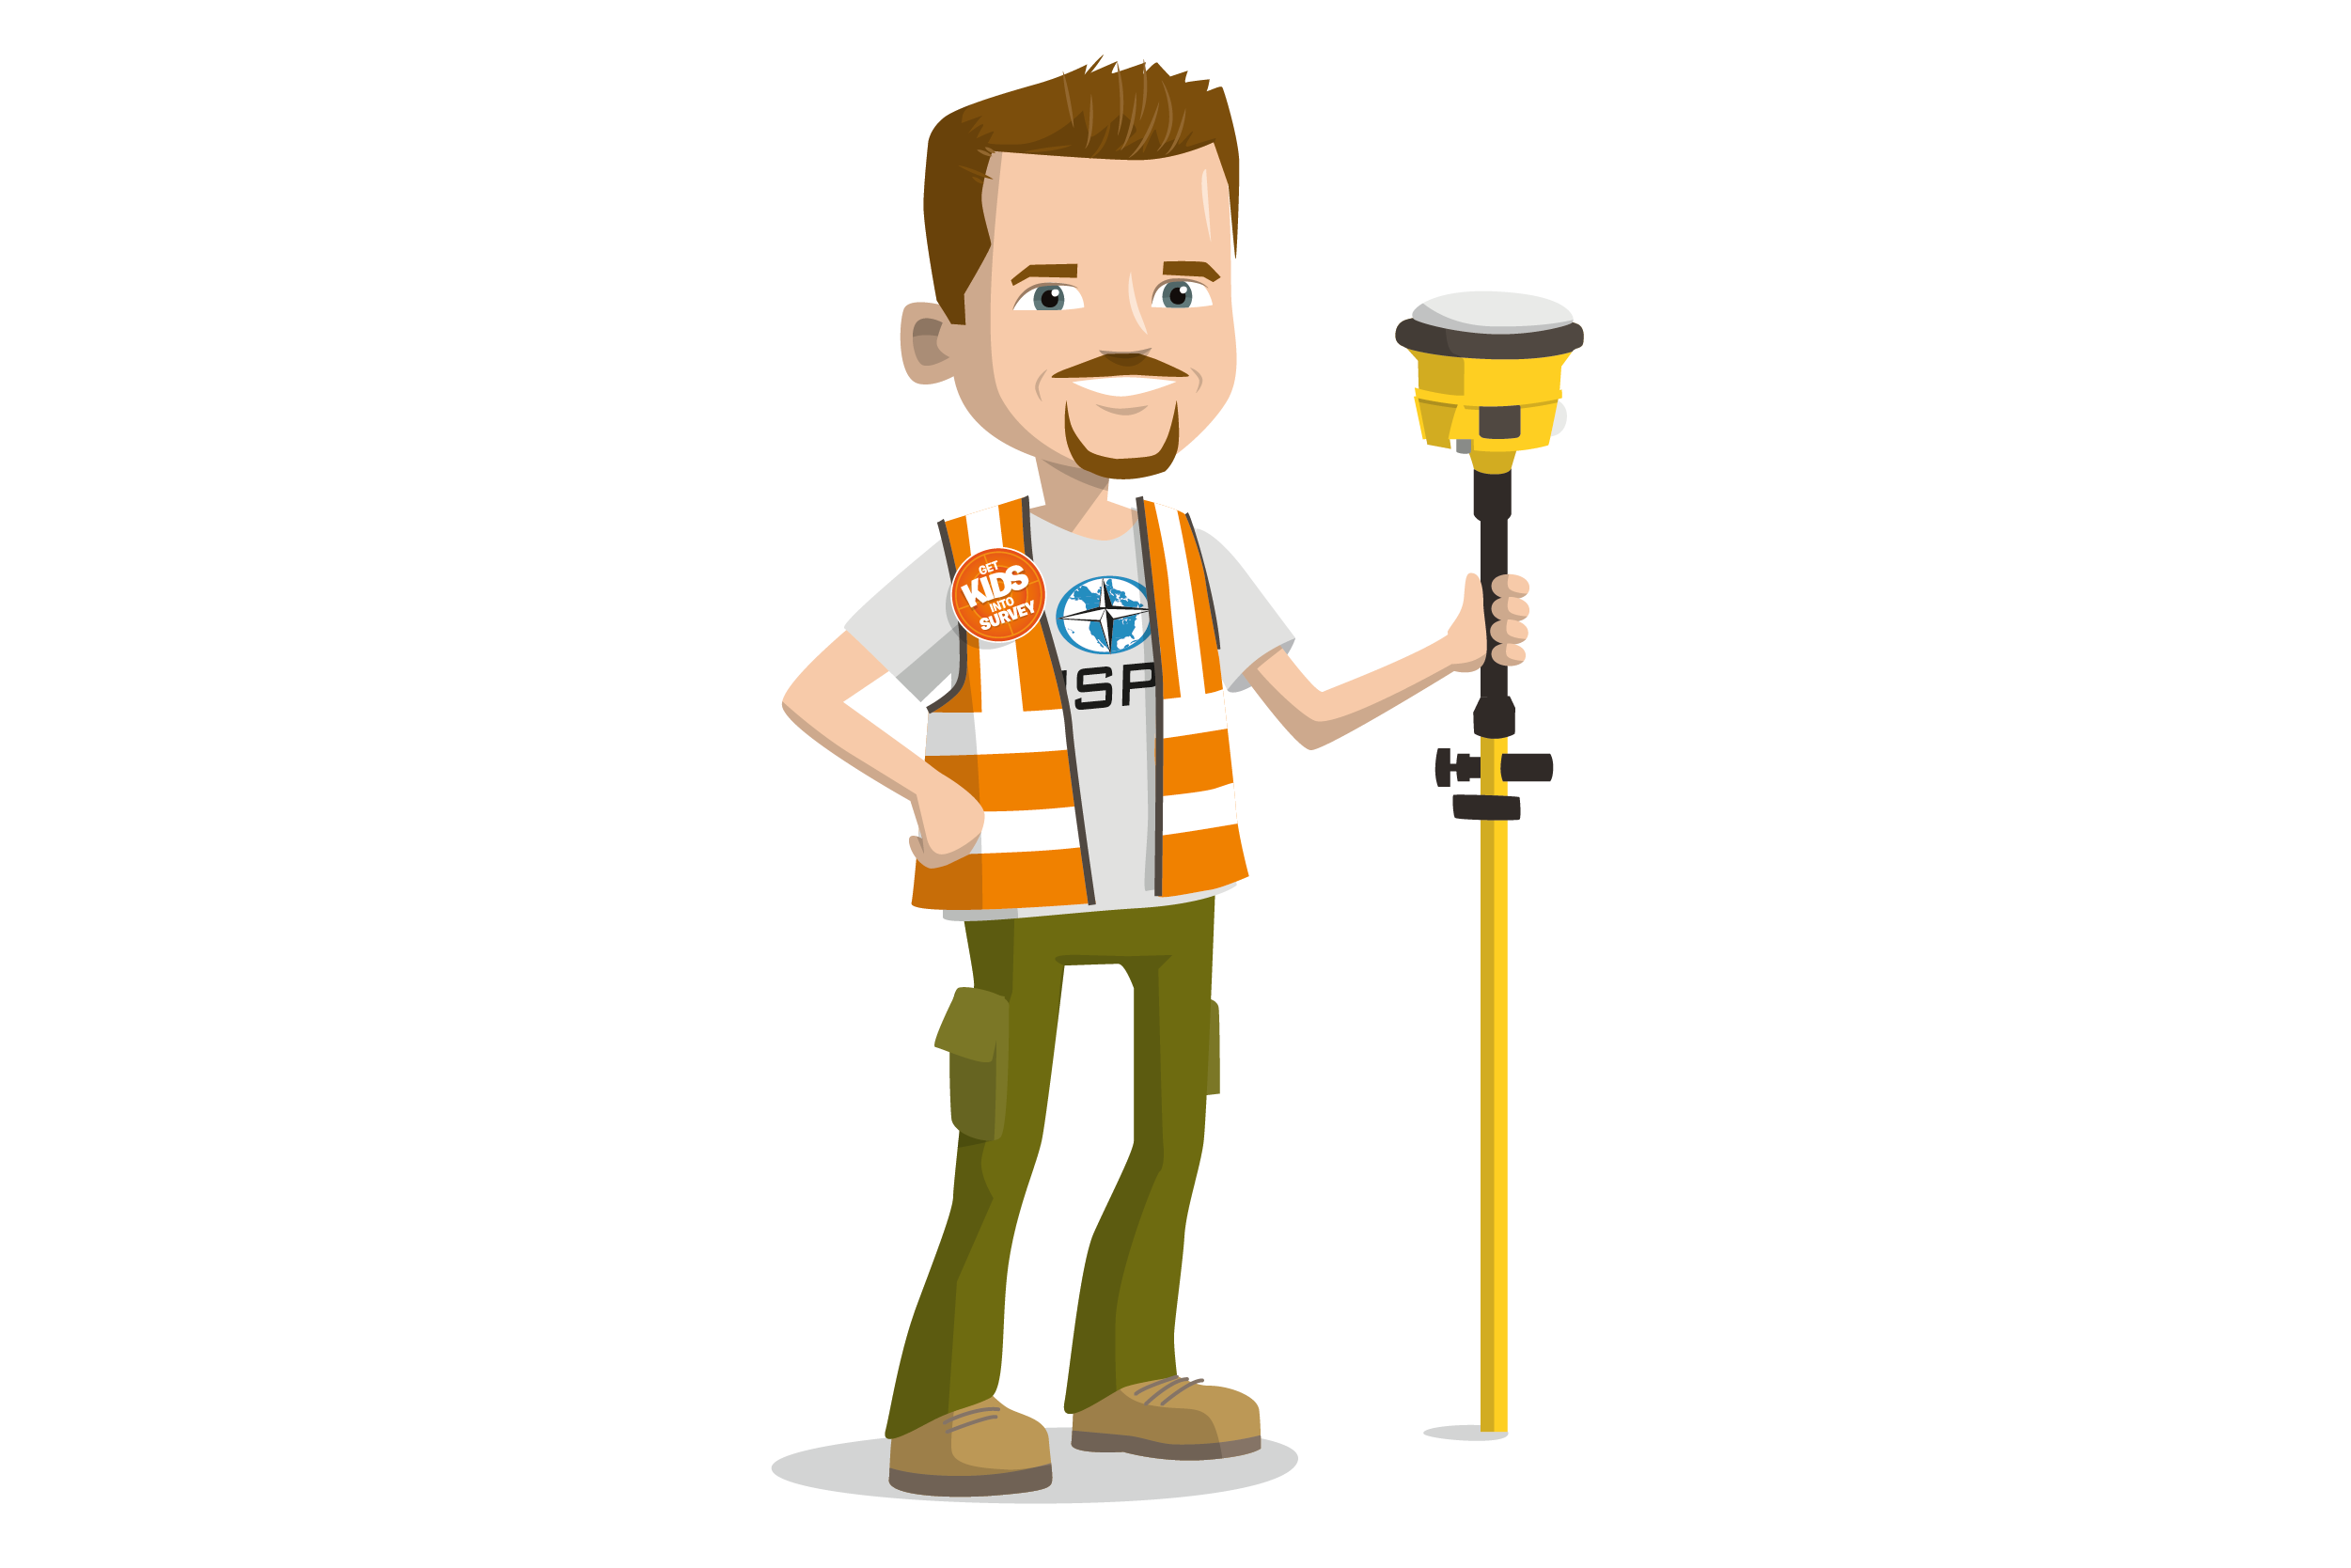 GET
KIDS
INTO
SURVEY
SP